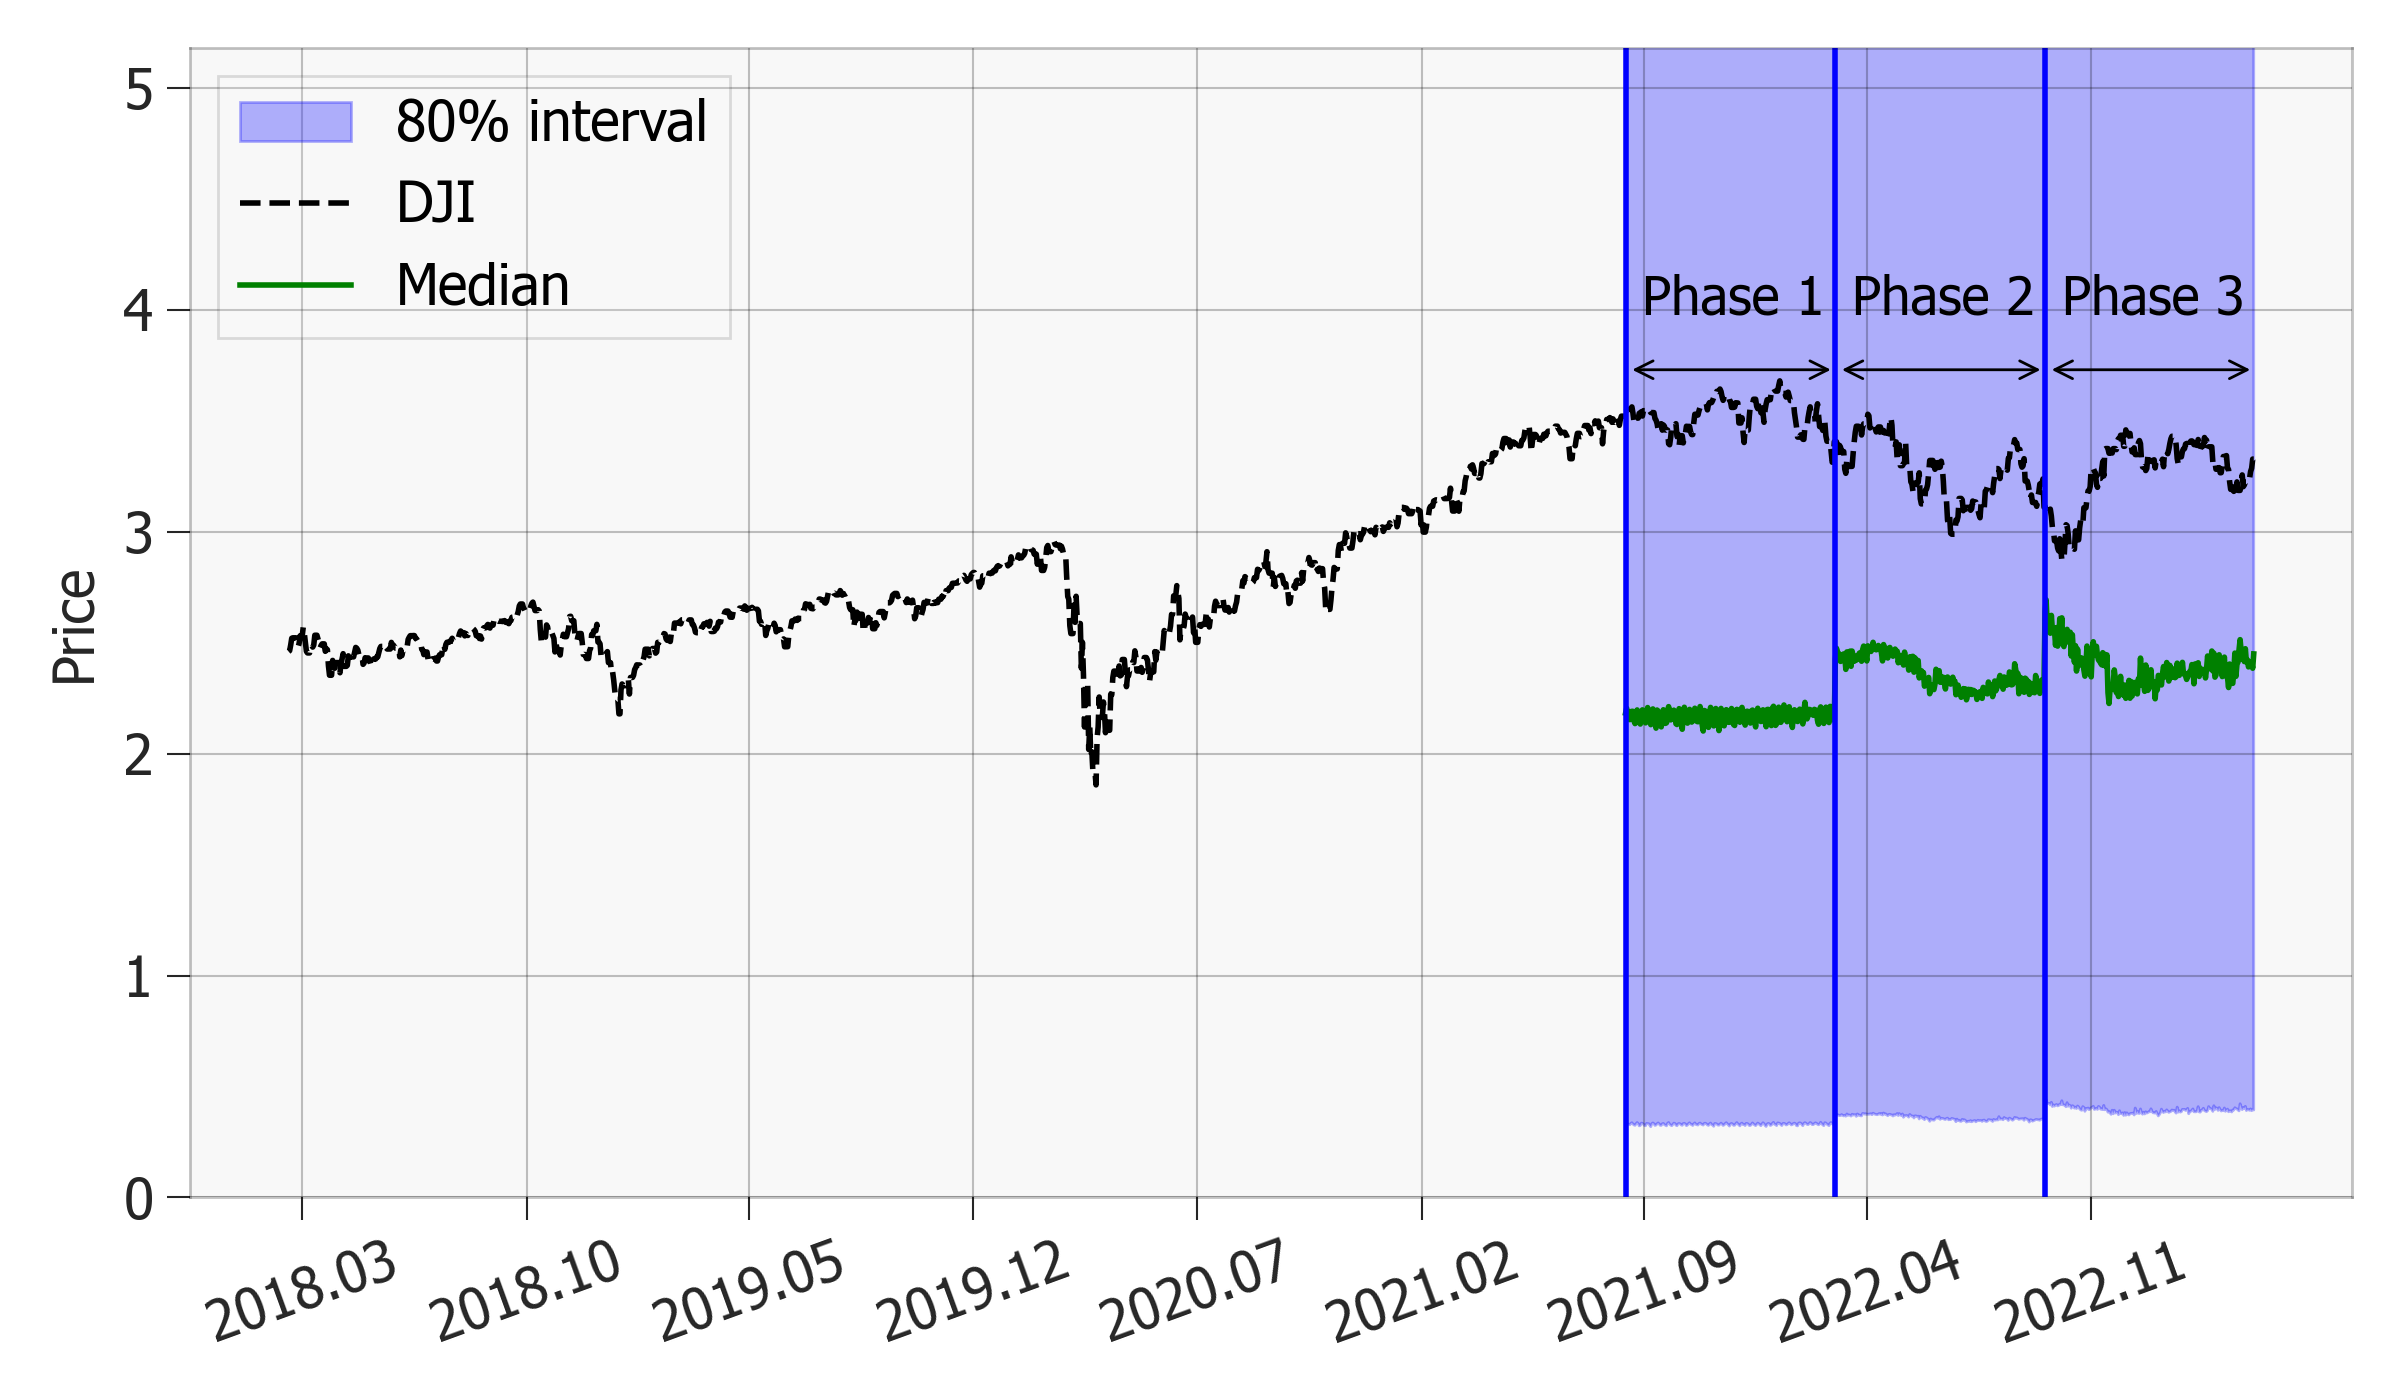 5
4
3
2
1
0
Price
80% interval
DJI
Median
Phase 1
Phase 2
Phase 3
2018.03
2018.10
2019.05
2019.12
2020.07
2021.02
2021.09
2022.04
2022.11